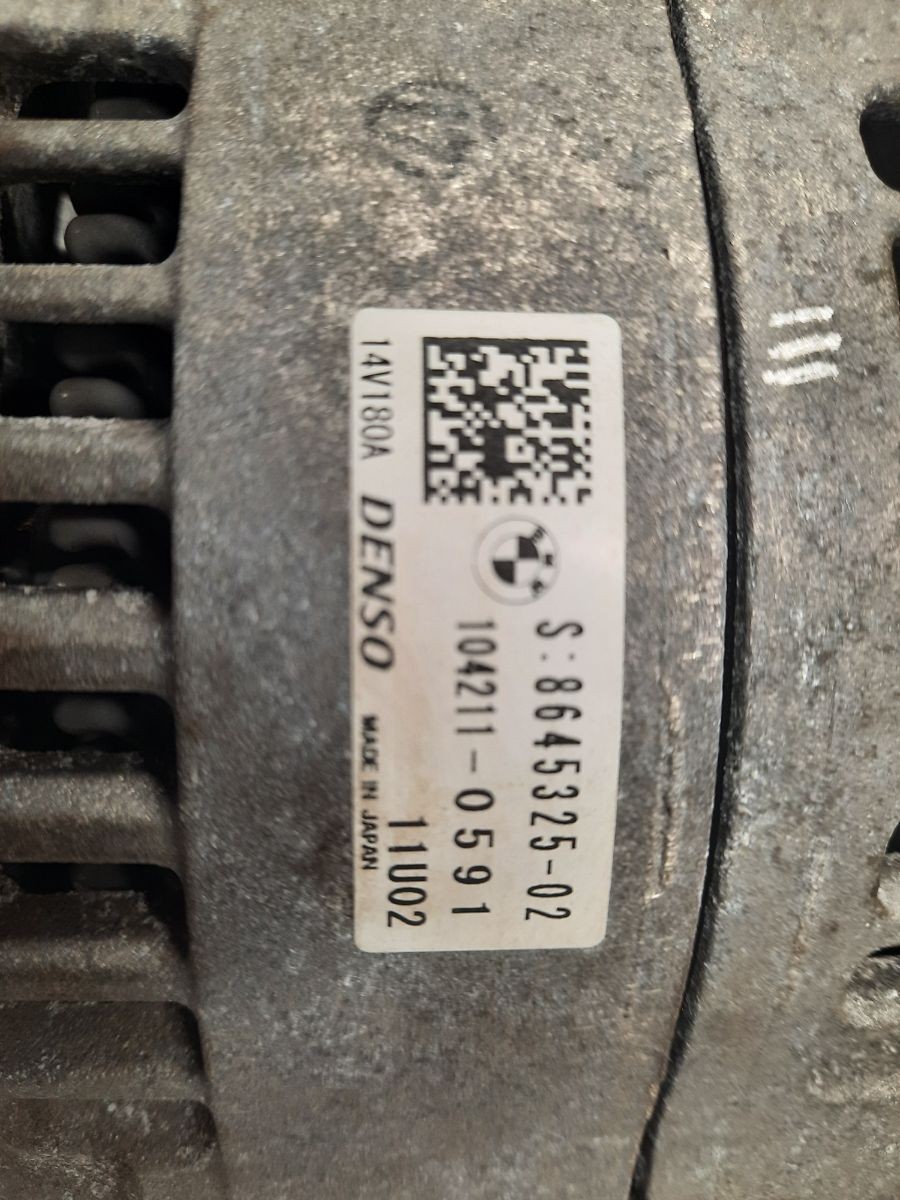 S:8645325-02
104211-0591
11U02
14V180A DENSO MADE IN JAPAN